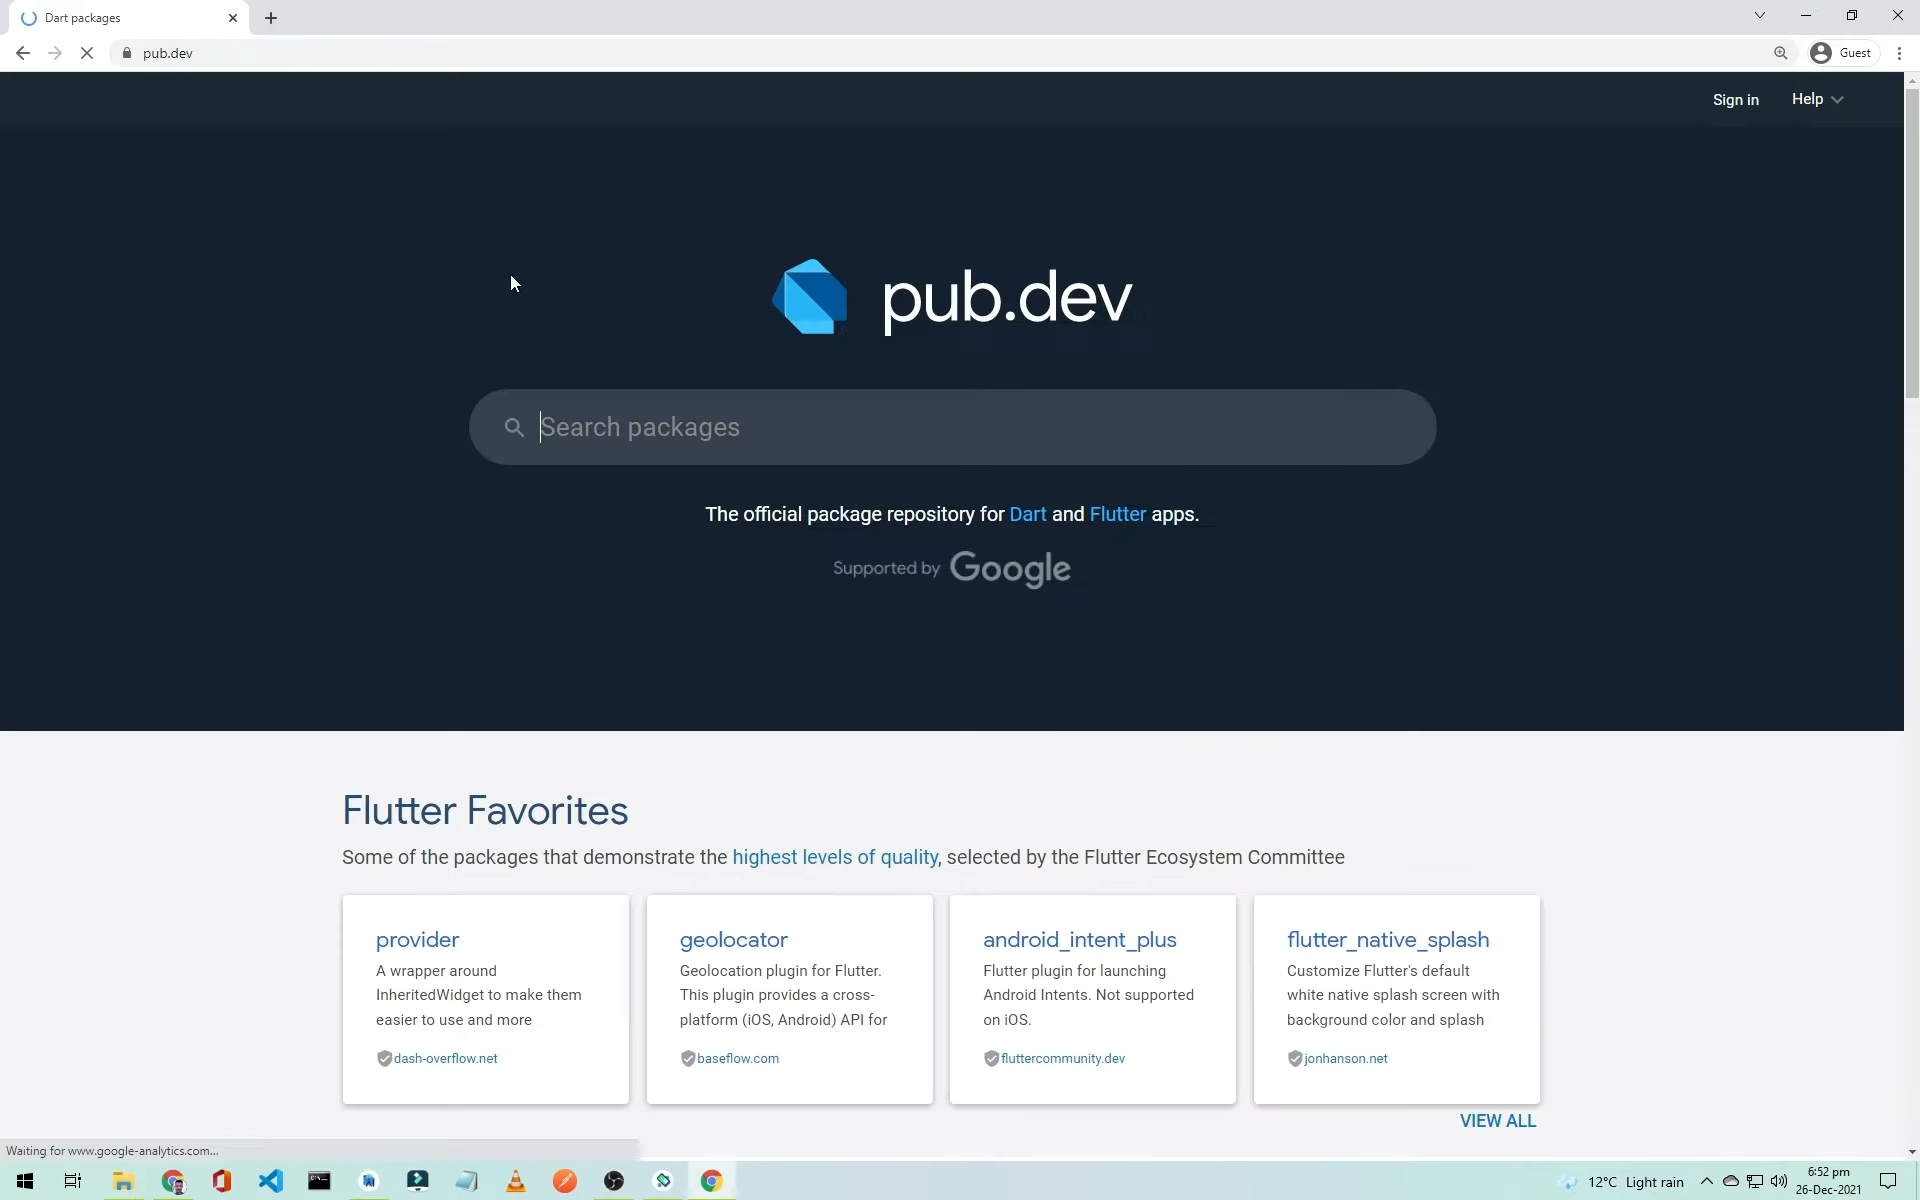 Dart packages
pub.dev
Guest
Sign in
Help
pub.dev
Search packages
The official package repository for Dart and Flutter apps.
Supported by Google
Flutter Favorites
Some of the packages that demonstrate the highest levels of quality, selected by the Flutter Ecosystem Committee
provider
A wrapper around
InheritedWidget to make them
easier to use and more
dash-overflow.net
geolocator
Geolocation plugin for Flutter.
This plugin provides a cross-
platform (iOS, Android) API for
baseflow.com
android_intent_plus
Flutter plugin for launching
Android Intents. Not supported
on iOS.
fluttercommunity.dev
flutter_native_splash
Customize Flutter's default
white native splash screen with
background color and splash
jonhanson.net
VIEW ALL
Waiting for www.google-analytics.com...
12°C Light rain
6:52 pm
26-Dec-2021